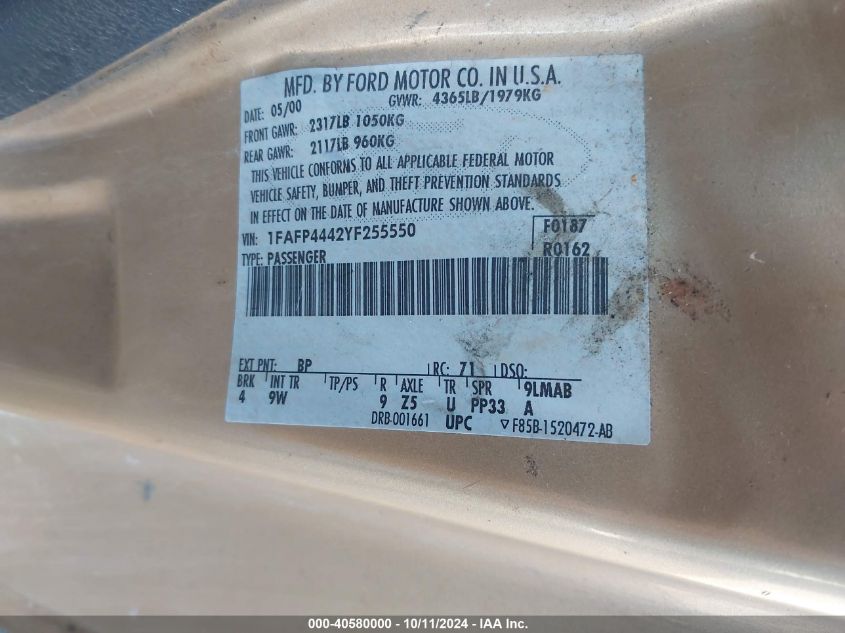 MFD. BY FORD MOTOR CO. IN U.S.A.
DATE: 05/00 GVWR: 4365LB/1979KG
FRONT GAWR: 2317LB 1050KG
REAR GAWR: 2117LB 960KG
THIS VEHICLE CONFORMS TO ALL APPLICABLE FEDERAL MOTOR
VEHICLE SAFETY, BUMPER, AND THEFT PREVENTION STANDARDS
IN EFFECT ON THE DATE OF MANUFACTURE SHOWN ABOVE.
VIN: 1FAFP4442YF255550 F0187
TYPE: PASSENGER R0162
EXT PNT: BP RC: 71 DSO:
BRK INT TR TP/PS R AXLE TR SPR 9LMAB
4 9W 9 Z5 U PP33 A
DRB-001661 UPC ▽F85B-1520472-AB
000-40580000 - 10/11/2024 - IAA Inc.